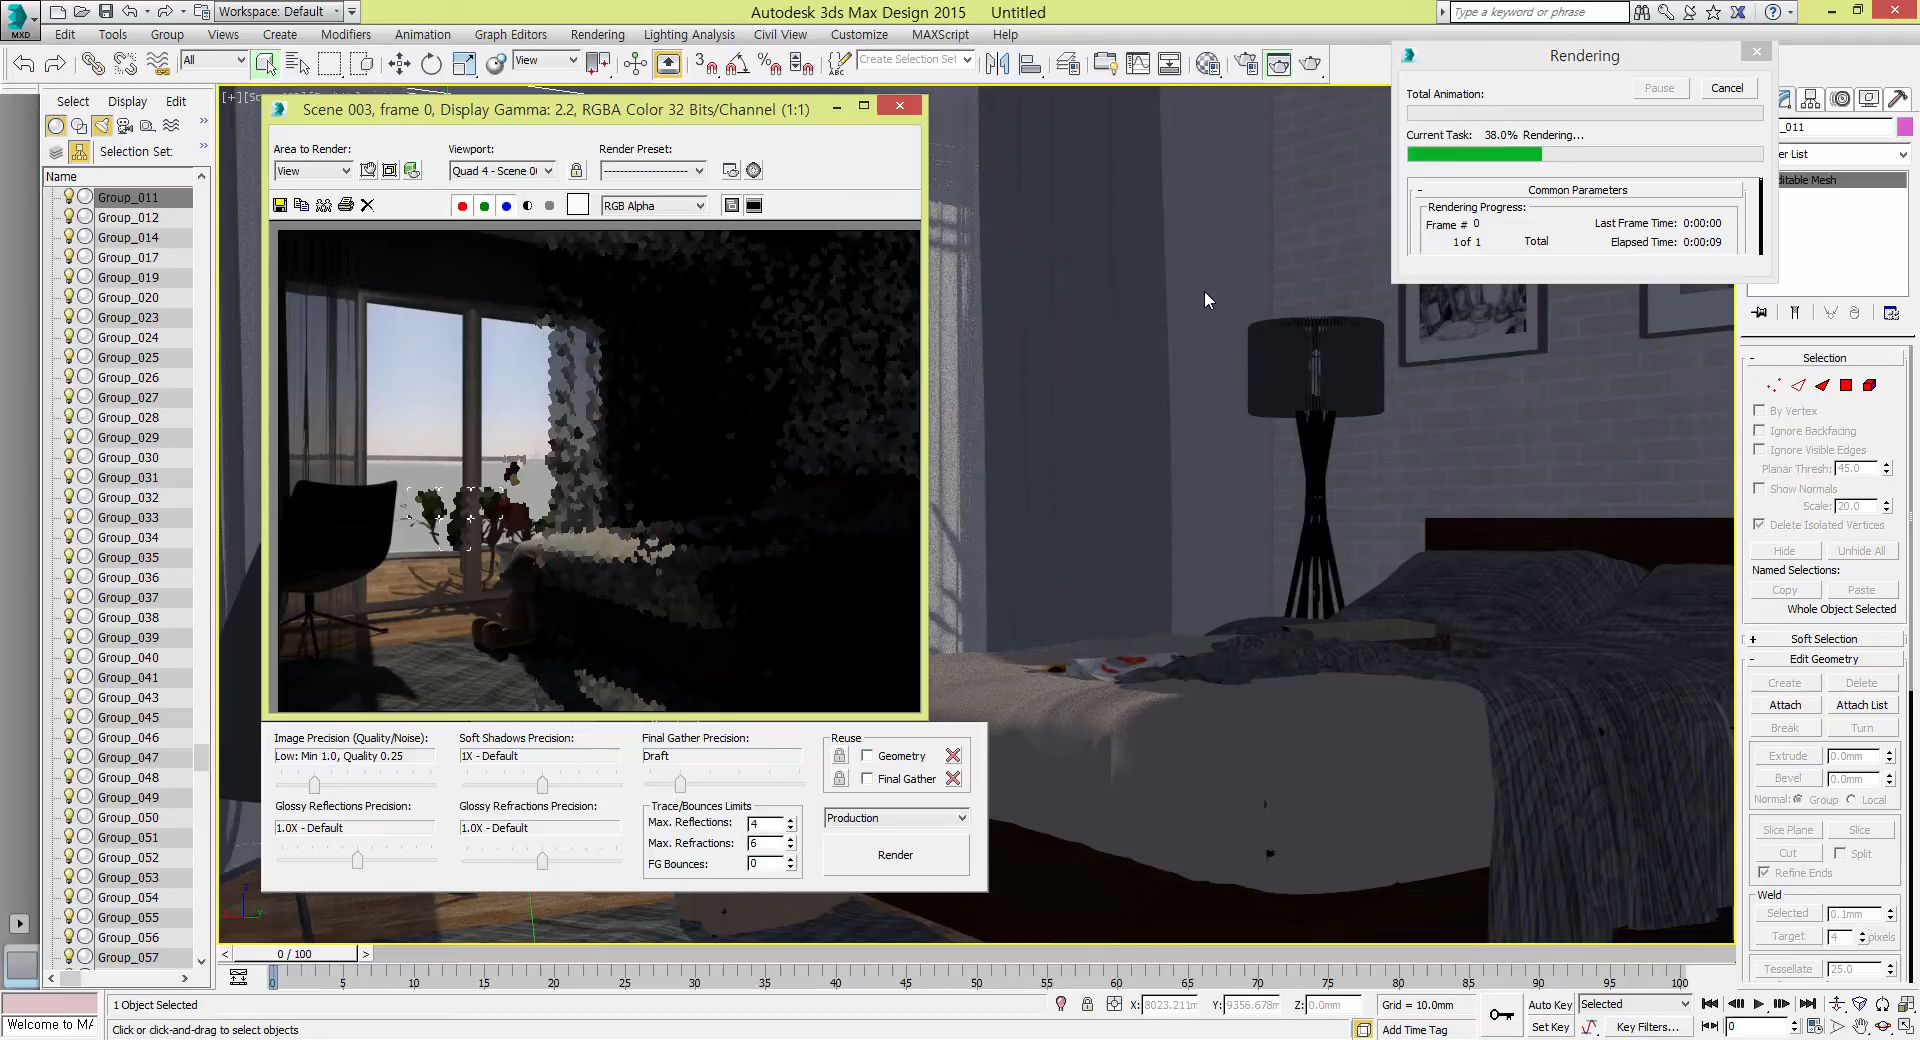 MXD
Workspace: Default
Autodesk 3ds Max Design 2015
Untitled
Type a keyword or phrase
Edit
Tools
Group
Views
Create
Modifiers
Animation
Graph Editors
Rendering
Lighting Analysis
Civil View
Customize
MAXScript
Help
All
View
ABC
Create Selection Set
Rendering
Total Animation:
Pause
Cancel
Current Task:
38.0%
Rendering...
Common Parameters
Rendering Progress:
Frame # 0
Last Frame Time: 0:00:00
1 of 1
Total
Elapsed Time: 0:00:09
Select
Display
Edit
Selection Set:
Name
Group_011
Group_012
Group_014
Group_017
Group_019
Group_020
Group_023
Group_024
Group_025
Group_026
Group_027
Group_028
Group_029
Group_030
Group_031
Group_032
Group_033
Group_034
Group_035
Group_036
Group_037
Group_038
Group_039
Group_040
Group_041
Group_043
Group_045
Group_046
Group_047
Group_048
Group_049
Group_050
Group_051
Group_052
Group_053
Group_054
Group_055
Group_056
Group_057
Scene 003, frame 0, Display Gamma: 2.2, RGBA Color 32 Bits/Channel (1:1)
Area to Render:
Viewport:
Render Preset:
View
Quad 4 - Scene 0
--------------------
RGB Alpha
Image Precision (Quality/Noise):
Soft Shadows Precision:
Final Gather Precision:
Reuse
Low: Min 1.0, Quality 0.25
1X - Default
Draft
Geometry
Final Gather
Glossy Reflections Precision:
Glossy Refractions Precision:
Trace/Bounces Limits
1.0X - Default
1.0X - Default
Max. Reflections: 4
Max. Refractions: 6
FG Bounces: 0
Production
Render
_011
er List
ditable Mesh
Selection
By Vertex
Ignore Backfacing
Ignore Visible Edges
Planar Thresh: 45.0
Show Normals
Scale: 20.0
Delete Isolated Vertices
Hide
Unhide All
Named Selections:
Copy
Paste
Whole Object Selected
Soft Selection
Edit Geometry
Create
Delete
Attach
Attach List
Break
Turn
Extrude
0.0mm
Bevel
0.0mm
Normal: Group Local
Slice Plane
Slice
Cut
Split
Refine Ends
Weld
Selected
0.1mm
Target
4
pixels
Tessellate
25.0
0 / 100
0 5 10 15 20 25 30 35 40 45 50 55 60 65 70 75 80 85 90 95 100
1 Object Selected
X: 8023.211m
Y: 9356.678m
Z: 0.0mm
Grid = 10.0mm
Auto Key
Selected
Welcome to MA
Click or click-and-drag to select objects
Add Time Tag
Set Key
Key Filters...
0